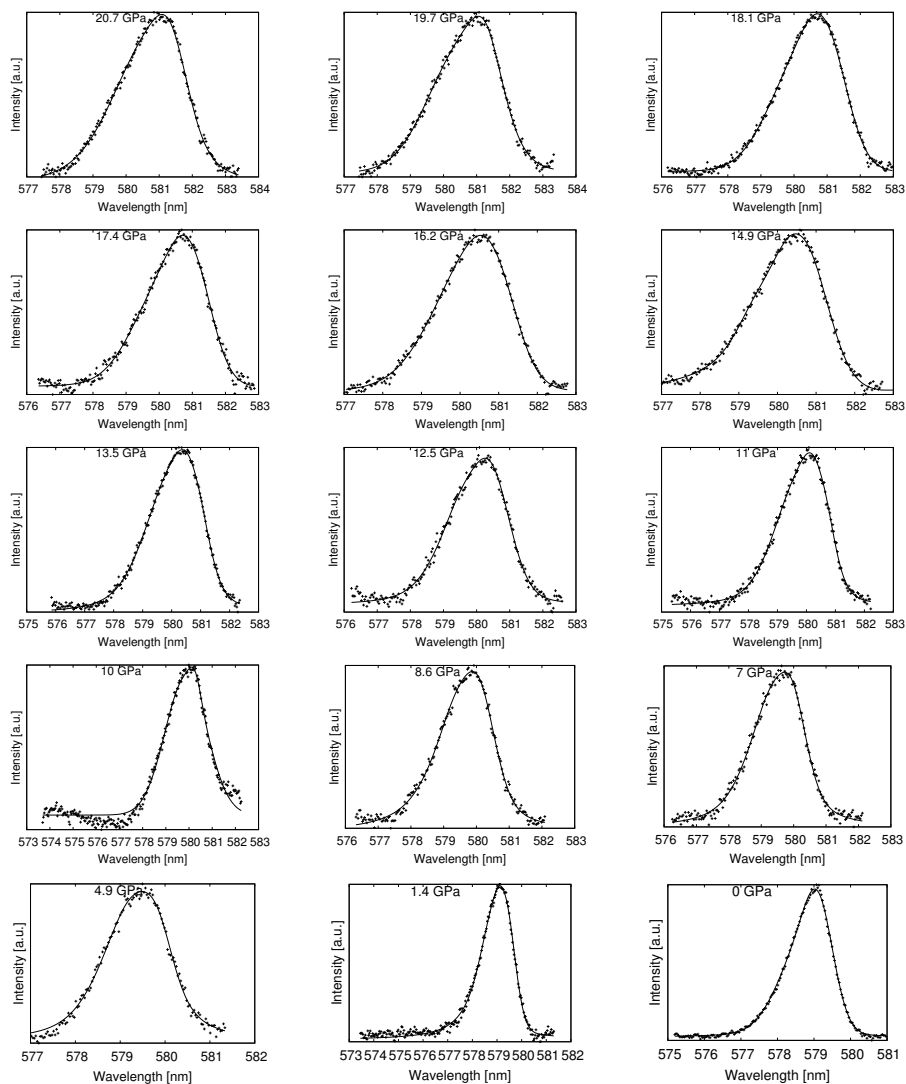 20.7 GPa
Intensity [a.u.]
577 578 579 580 581 582 583 584
Wavelength [nm]
19.7 GPa
Intensity [a.u.]
577 578 579 580 581 582 583 584
Wavelength [nm]
18.1 GPa
Intensity [a.u.]
576 577 578 579 580 581 582 583
Wavelength [nm]
17.4 GPa
Intensity [a.u.]
576 577 578 579 580 581 582 583
Wavelength [nm]
16.2 GPa
Intensity [a.u.]
577 578 579 580 581 582 583
Wavelength [nm]
14.9 GPa
Intensity [a.u.]
577 578 579 580 581 582 583
Wavelength [nm]
13.5 GPa
Intensity [a.u.]
575 576 577 578 579 580 581 582 583
Wavelength [nm]
12.5 GPa
Intensity [a.u.]
576 577 578 579 580 581 582 583
Wavelength [nm]
11 GPa
Intensity [a.u.]
575 576 577 578 579 580 581 582 583
Wavelength [nm]
10 GPa
Intensity [a.u.]
573 574 575 576 577 578 579 580 581 582 583
Wavelength [nm]
8.6 GPa
Intensity [a.u.]
576 577 578 579 580 581 582 583
Wavelength [nm]
7 GPa
Intensity [a.u.]
576 577 578 579 580 581 582 583
Wavelength [nm]
4.9 GPa
Intensity [a.u.]
577 578 579 580 581 582
Wavelength [nm]
1.4 GPa
Intensity [a.u.]
573 574 575 576 577 578 579 580 581 582
Wavelength [nm]
0 GPa
Intensity [a.u.]
575 576 577 578 579 580 581
Wavelength [nm]